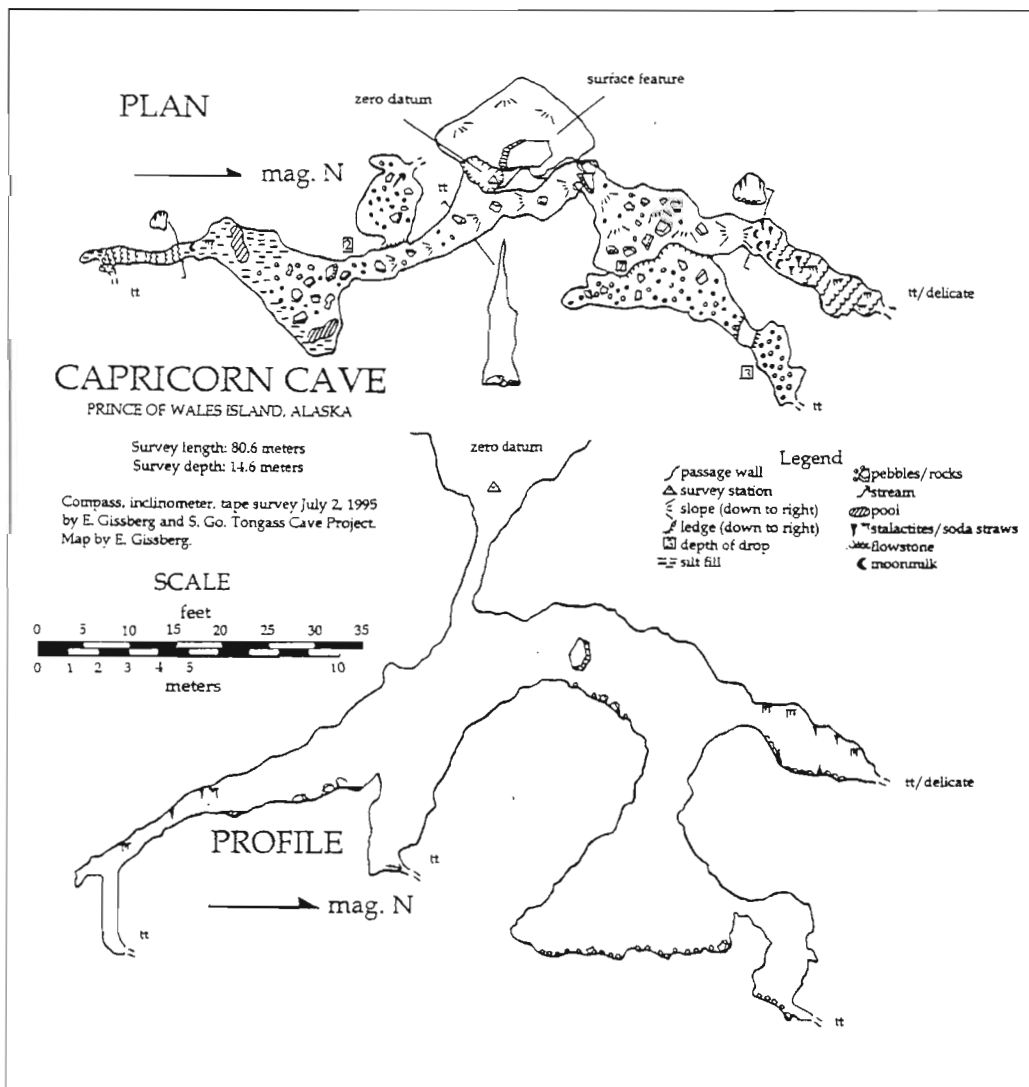 PLAN
zero datum
surface feature
mag. N
tt
2
tt
tt/delicate
3
tt
CAPRICORN CAVE
PRINCE OF WALES ISLAND, ALASKA
Survey length: 80.6 meters
Survey depth: 14.6 meters
Compass, inclinometer, tape survey July 2, 1995
by E. Gissberg and S. Go. Tongass Cave Project.
Map by E. Gissberg.
SCALE
feet
0 5 10 15 20 25 30 35
0 1 2 3 4 5 10
meters
zero datum
Legend
passage wall
survey station
slope (down to right)
ledge (down to right)
depth of drop
silt fill
pebbles/rocks
stream
pool
stalactites/soda straws
flowstone
moonmilk
tt/delicate
PROFILE
mag. N
tt
tt
tt